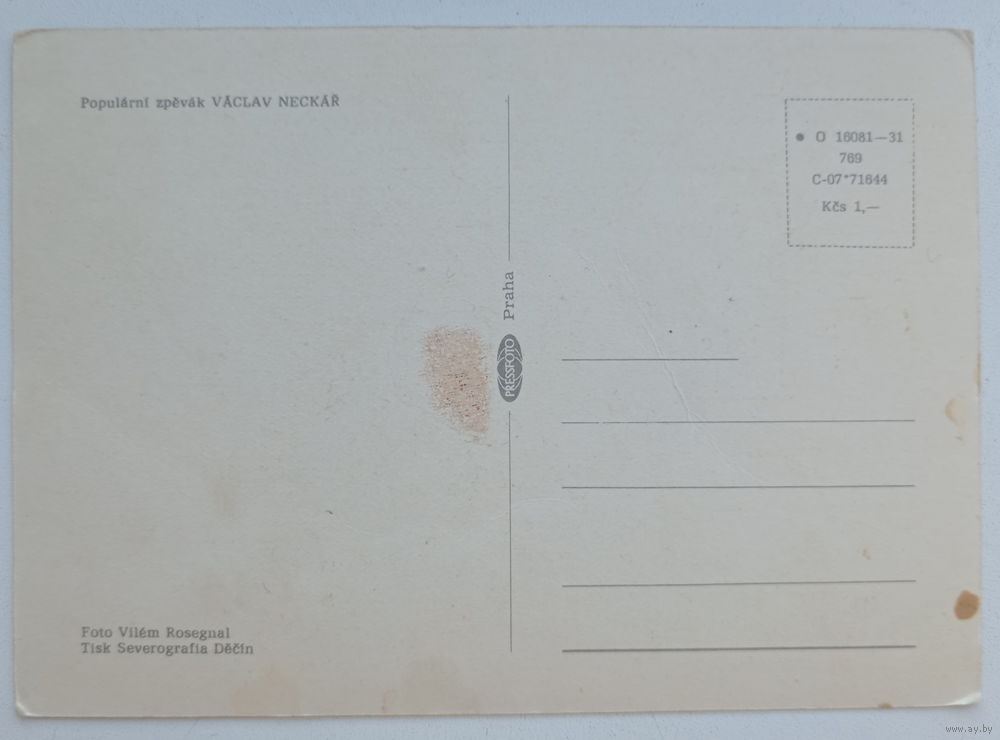 Populární zpěvák VÁCLAV NECKÁŘ
● O 16081—31
769
C-07*71644
Kčs 1,—
PRESSFOTO Praha
Foto Vilém Rosegnal
Tisk Severografia Děčín
www.ay.by